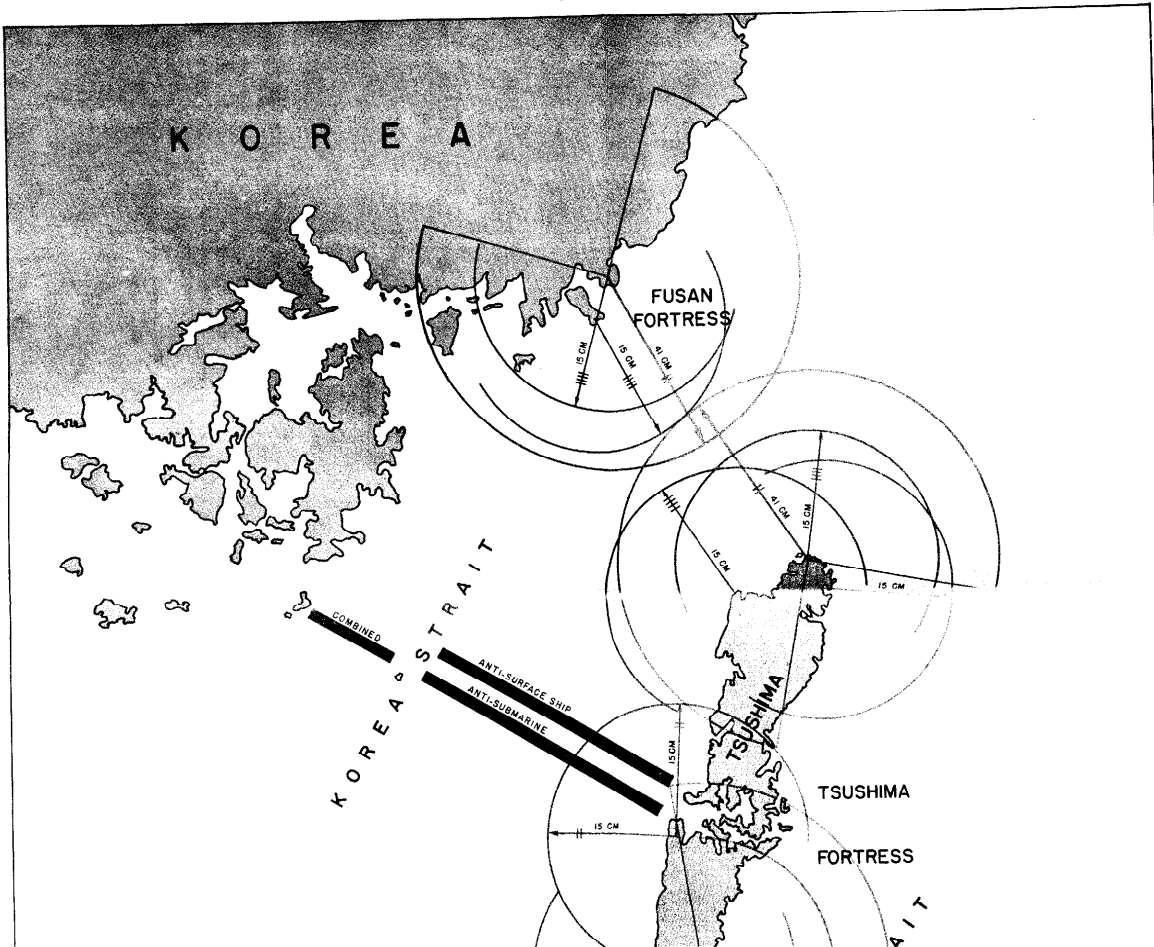 KOREA
FUSAN
FORTRESS
15 CM
15 CM
41 CM
41 CM
15 CM
15 CM
15 CM
COMBINED
ANTI-SURFACE SHIP
ANTI-SUBMARINE
KOREA STRAIT
TSUSHIMA
15 CM
15 CM
TSUSHIMA
FORTRESS
AIT